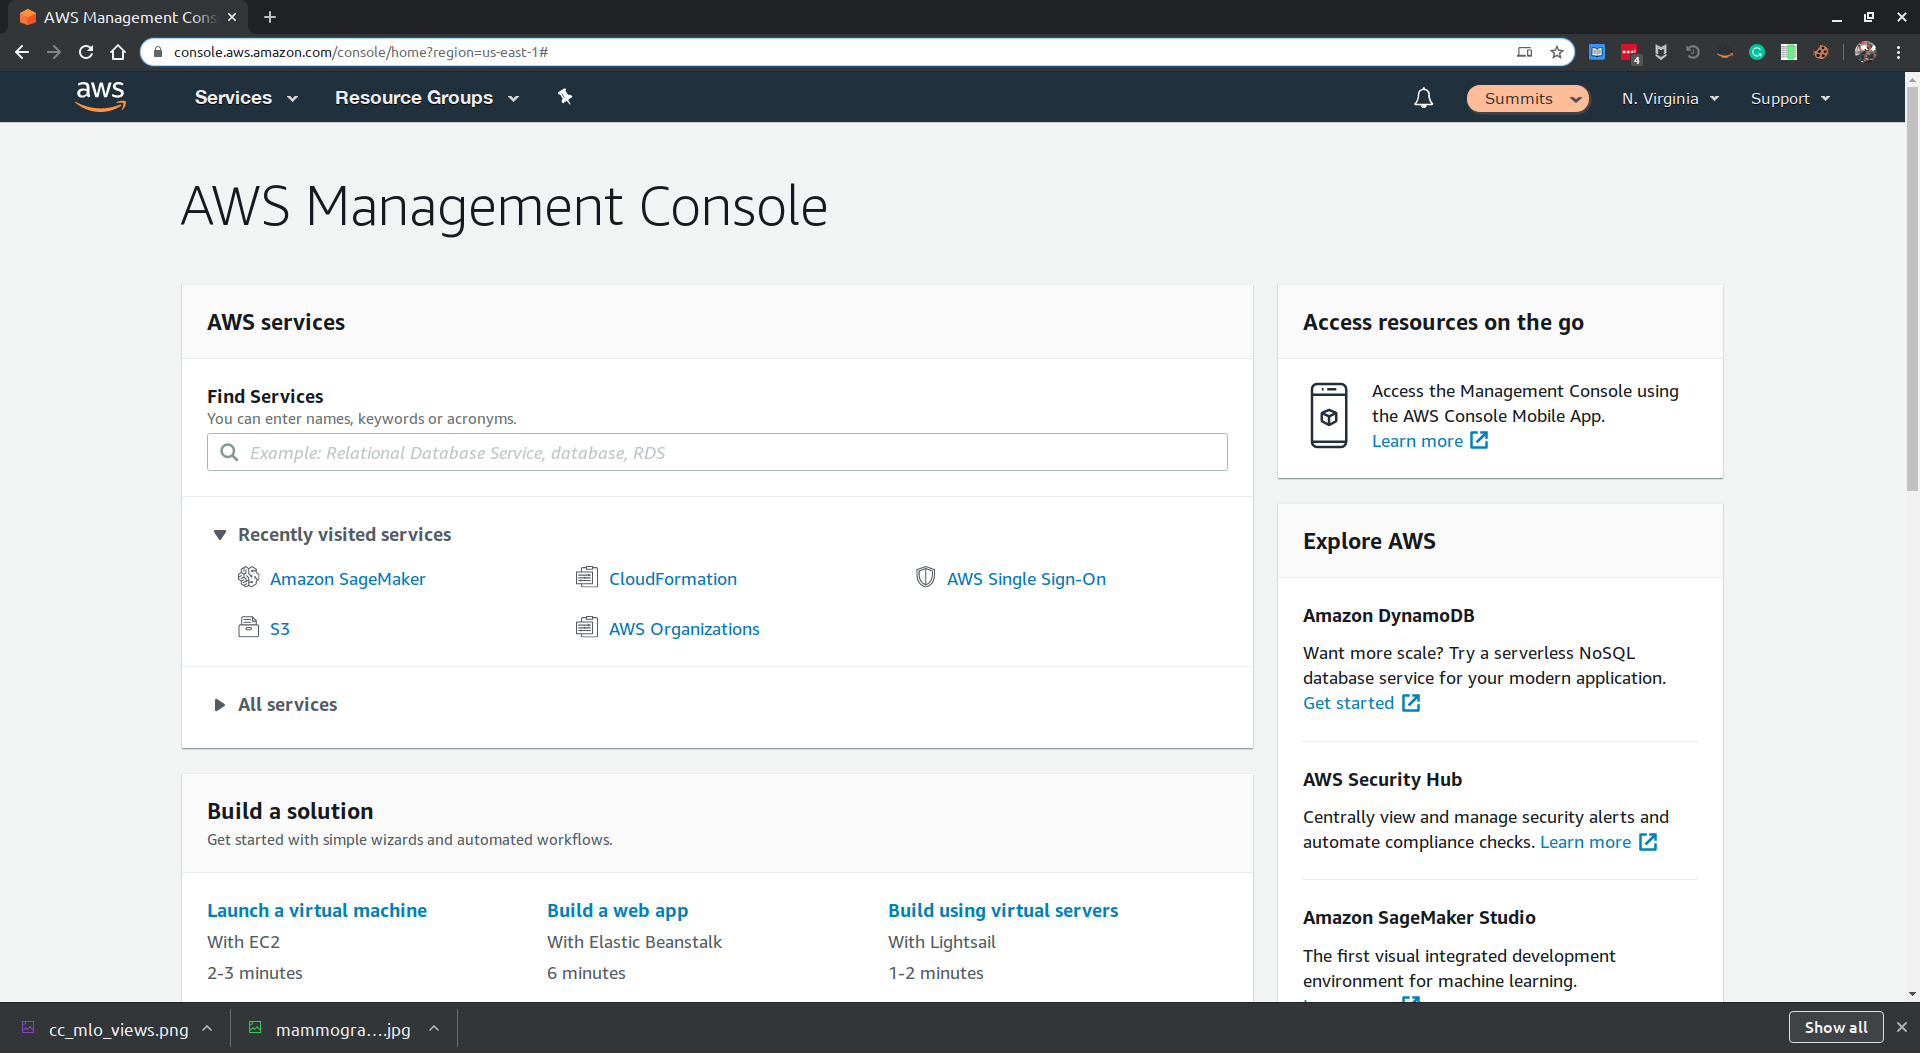 AWS Management Cons
console.aws.amazon.com/console/home?region=us-east-1#
4
aws
Services
Resource Groups
Summits
N. Virginia
Support
AWS Management Console
AWS services
Find Services
You can enter names, keywords or acronyms.
Example: Relational Database Service, database, RDS
Recently visited services
Amazon SageMaker
CloudFormation
AWS Single Sign-On
S3
AWS Organizations
All services
Build a solution
Get started with simple wizards and automated workflows.
Launch a virtual machine
With EC2
2-3 minutes
Build a web app
With Elastic Beanstalk
6 minutes
Build using virtual servers
With Lightsail
1-2 minutes
Access resources on the go
Access the Management Console using
the AWS Console Mobile App.
Learn more
Explore AWS
Amazon DynamoDB
Want more scale? Try a serverless NoSQL
database service for your modern application.
Get started
AWS Security Hub
Centrally view and manage security alerts and
automate compliance checks. Learn more
Amazon SageMaker Studio
The first visual integrated development
environment for machine learning.
cc_mlo_views.png
mammogra....jpg
Show all